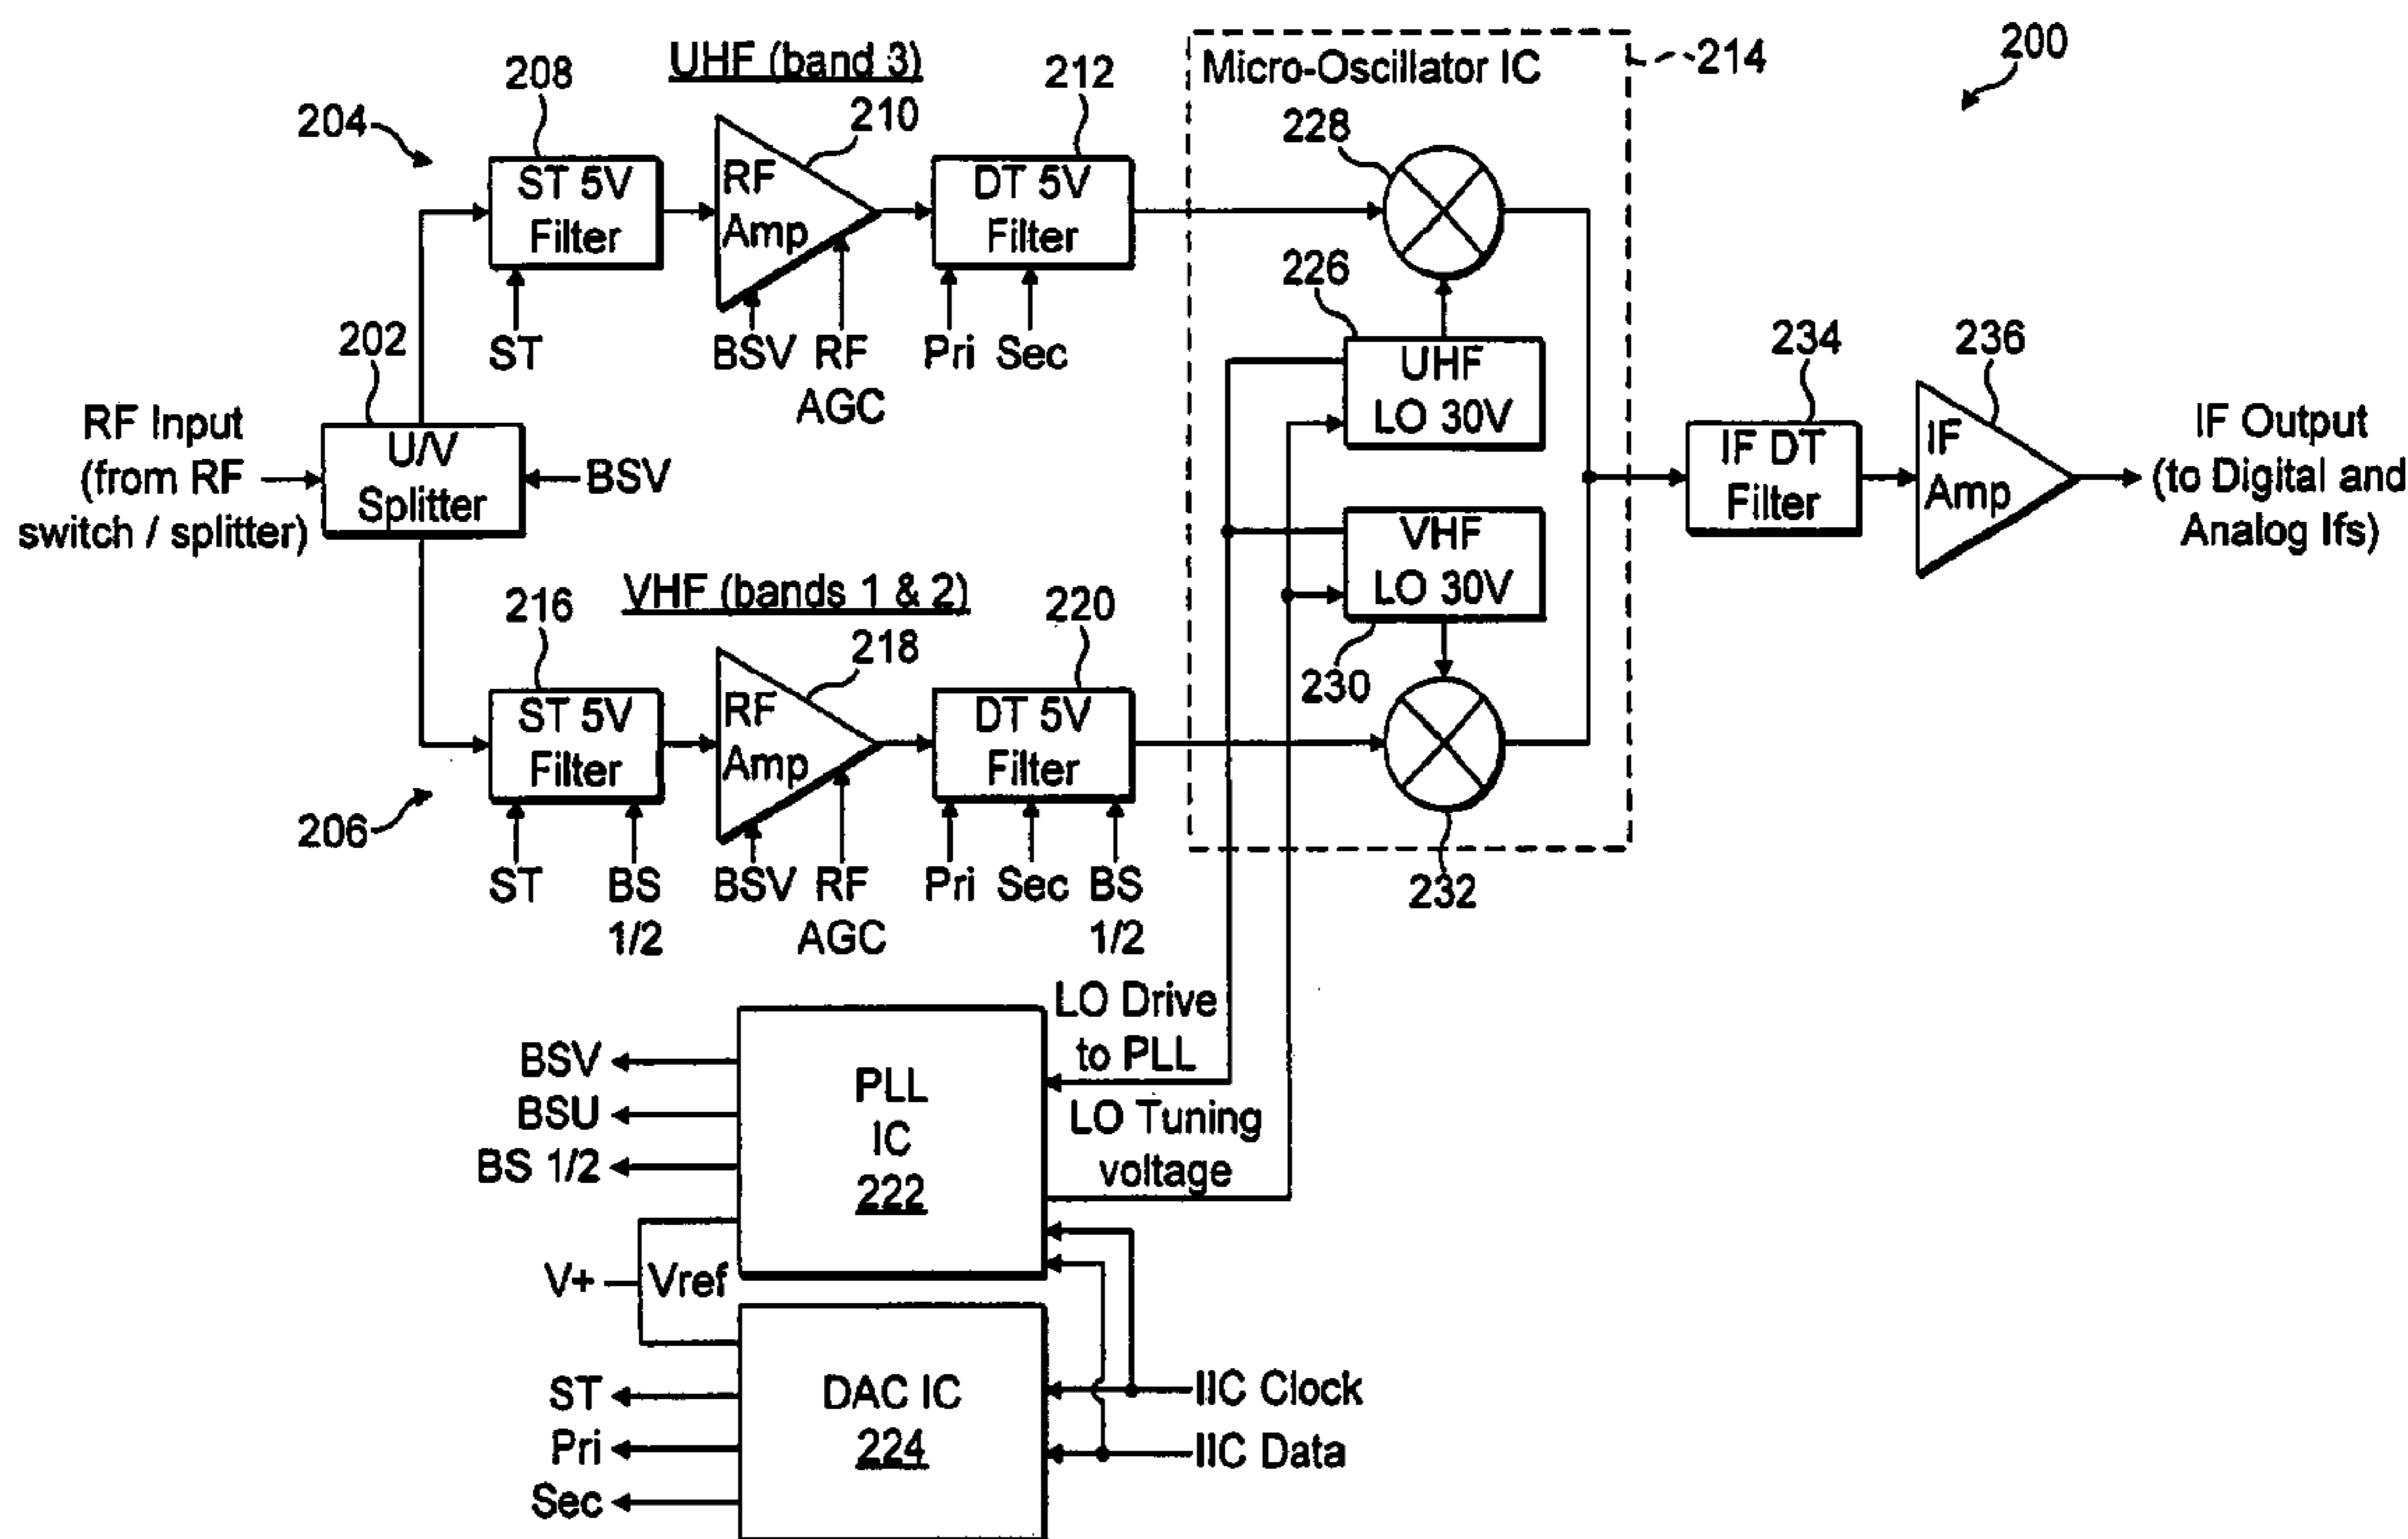 200
UHF (band 3)
204
208
ST 5V
Filter
ST
210
RF
Amp
BSV
RF
AGC
212
DT 5V
Filter
Pri
Sec
Micro-Oscillator IC
214
228
226
UHF
LO 30V
VHF
LO 30V
230
232
202
RF Input
(from RF
switch / splitter)
U/V
Splitter
BSV
234
IF DT
Filter
236
IF
Amp
IF Output
(to Digital and
Analog Ifs)
VHF (bands 1 & 2)
206
216
ST 5V
Filter
ST
BS
1/2
218
RF
Amp
BSV
RF
AGC
220
DT 5V
Filter
Pri
Sec
BS
1/2
LO Drive
to PLL
LO Tuning
voltage
BSV
BSU
BS 1/2
PLL
IC
222
V+
Vref
ST
Pri
Sec
DAC IC
224
IIC Clock
IIC Data